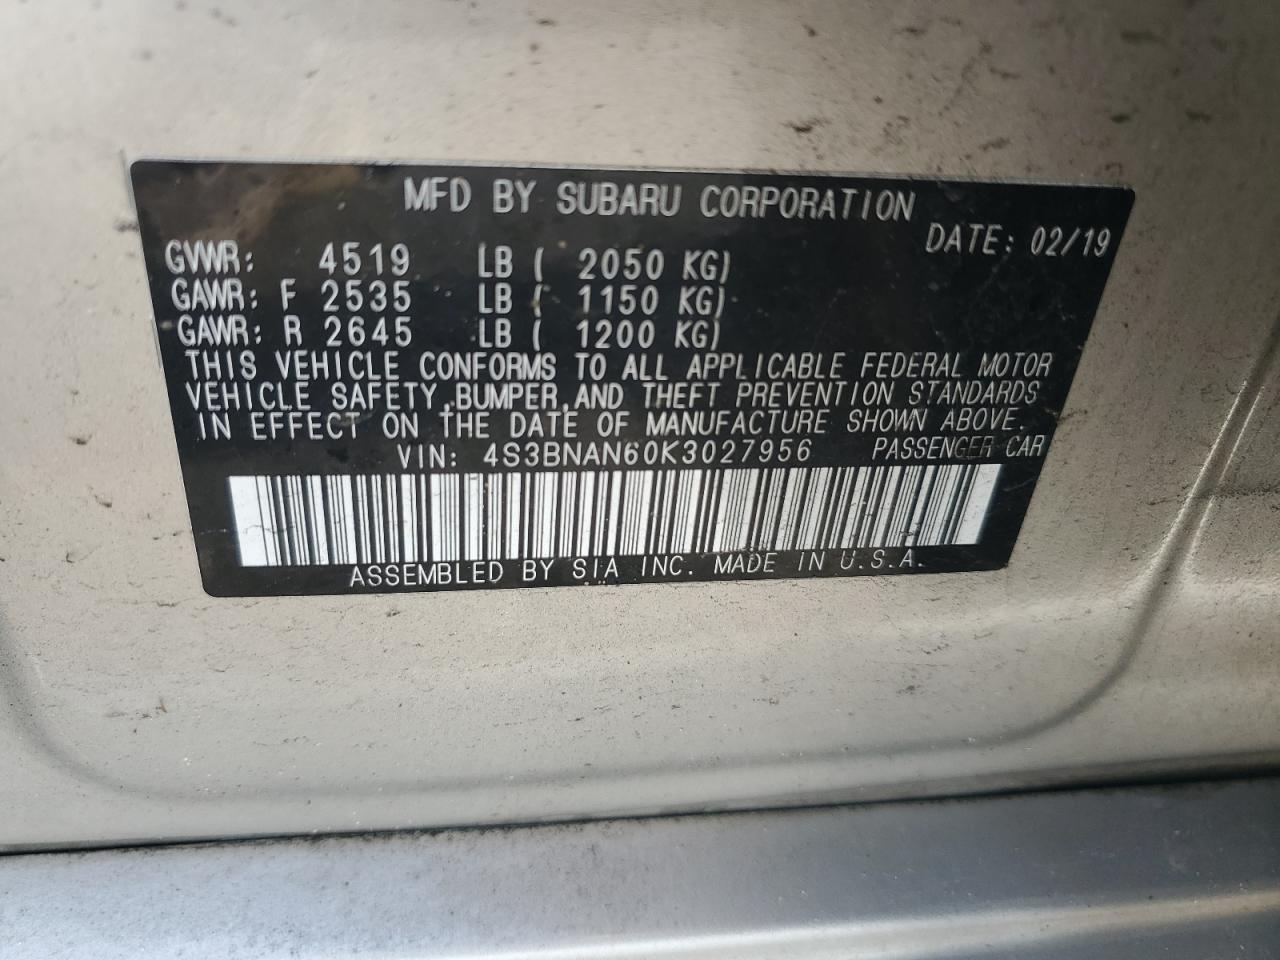 MFD BY SUBARU CORPORATION
DATE: 02/19
GVWR: 4519 LB ( 2050 KG)
GAWR: F 2535 LB ( 1150 KG)
GAWR: R 2645 LB ( 1200 KG)
THIS VEHICLE CONFORMS TO ALL APPLICABLE FEDERAL MOTOR
VEHICLE SAFETY, BUMPER, AND THEFT PREVENTION STANDARDS
IN EFFECT ON THE DATE OF MANUFACTURE SHOWN ABOVE.
VIN: 4S3BNAN60K3027956 PASSENGER CAR
ASSEMBLED BY SIA INC. MADE IN U.S.A.